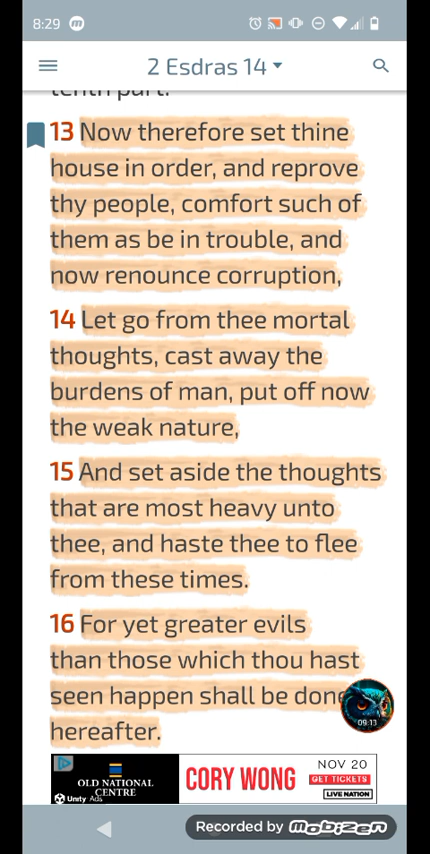 8:29
2 Esdras 14
tenth part.
13 Now therefore set thine
house in order, and reprove
thy people, comfort such of
them as be in trouble, and
now renounce corruption,
14 Let go from thee mortal
thoughts, cast away the
burdens of man, put off now
the weak nature,
15 And set aside the thoughts
that are most heavy unto
thee, and haste thee to flee
from these times.
16 For yet greater evils
than those which thou hast
seen happen shall be done
hereafter.
09:13
OLD NATIONAL
CENTRE
Unity Ads
CORY WONG
NOV 20
GET TICKETS
LIVE NATION
Recorded by mobizen